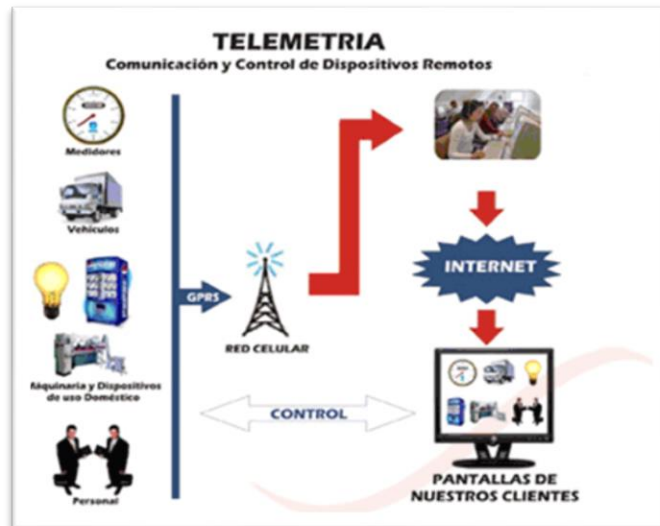 TELEMETRIA
Comunicación y Control de Dispositivos Remotos
Medidores
Vehículos
Máquinaria y Dispositivos
de uso Doméstico
Personal
GPRS
RED CELULAR
INTERNET
CONTROL
PANTALLAS DE
NUESTROS CLIENTES